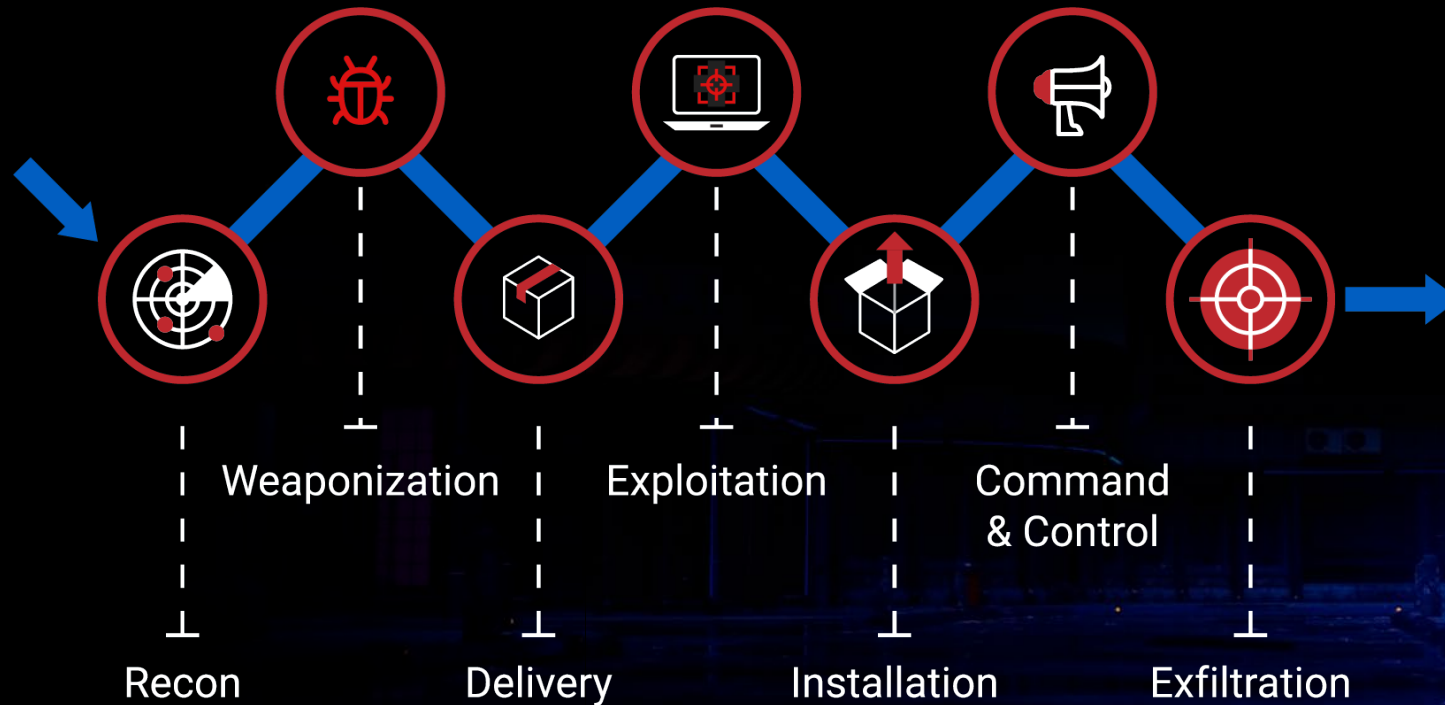 Weaponization
Exploitation
Command
& Control
Recon
Delivery
Installation
Exfiltration